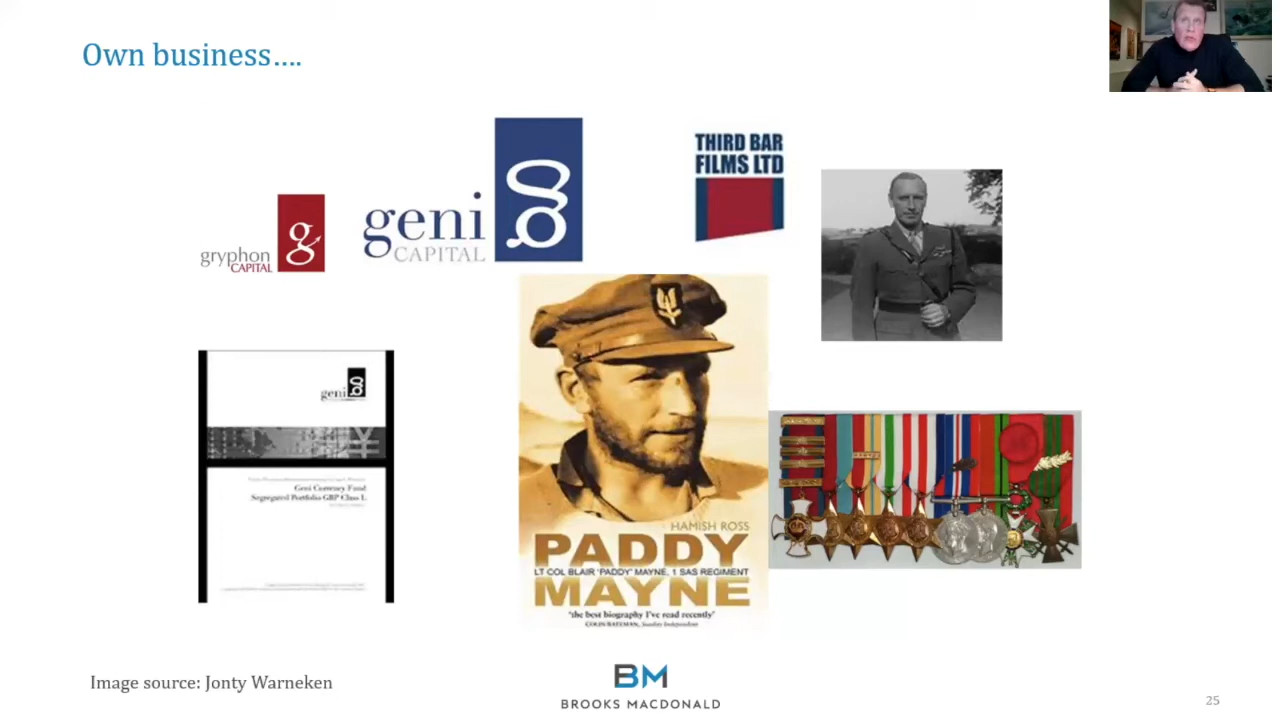 Own business….
THIRD BAR
FILMS LTD
geni
CAPITAL
gryphon
CAPITAL
geni
Geni Currency Fund
Segregated Portfolio GBP Class L
HAMISH ROSS
PADDY
LT COL BLAIR 'PADDY' MAYNE, 1 SAS REGIMENT
MAYNE
'the best biography I've read recently'
COLIN BATEMAN, Sunday Independent
Image source: Jonty Warneken
BM
BROOKS MACDONALD
25